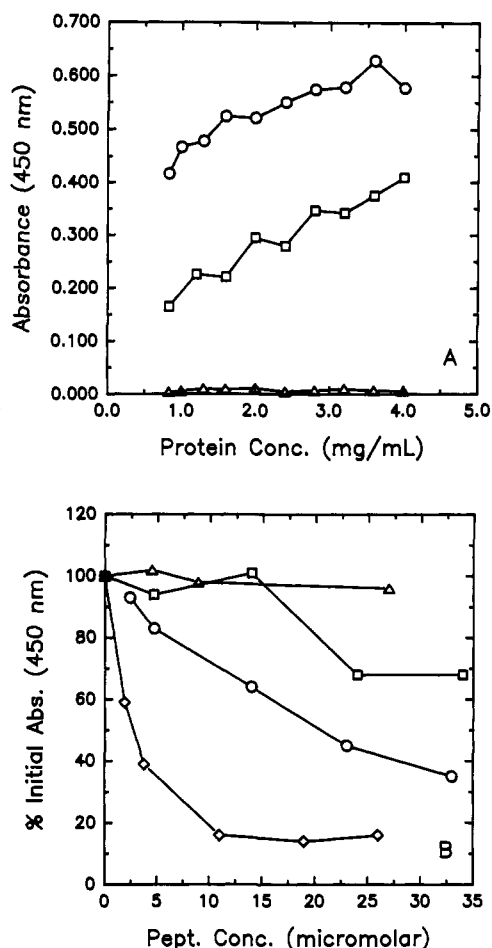 0.700
0.600
0.500
0.400
0.300
0.200
0.100
0.000
Absorbance (450 nm)
A
0.0 1.0 2.0 3.0 4.0 5.0
Protein Conc. (mg/mL)
120
100
80
60
40
20
0
% Initial Abs. (450 nm)
B
0 5 10 15 20 25 30 35
Pept. Conc. (micromolar)